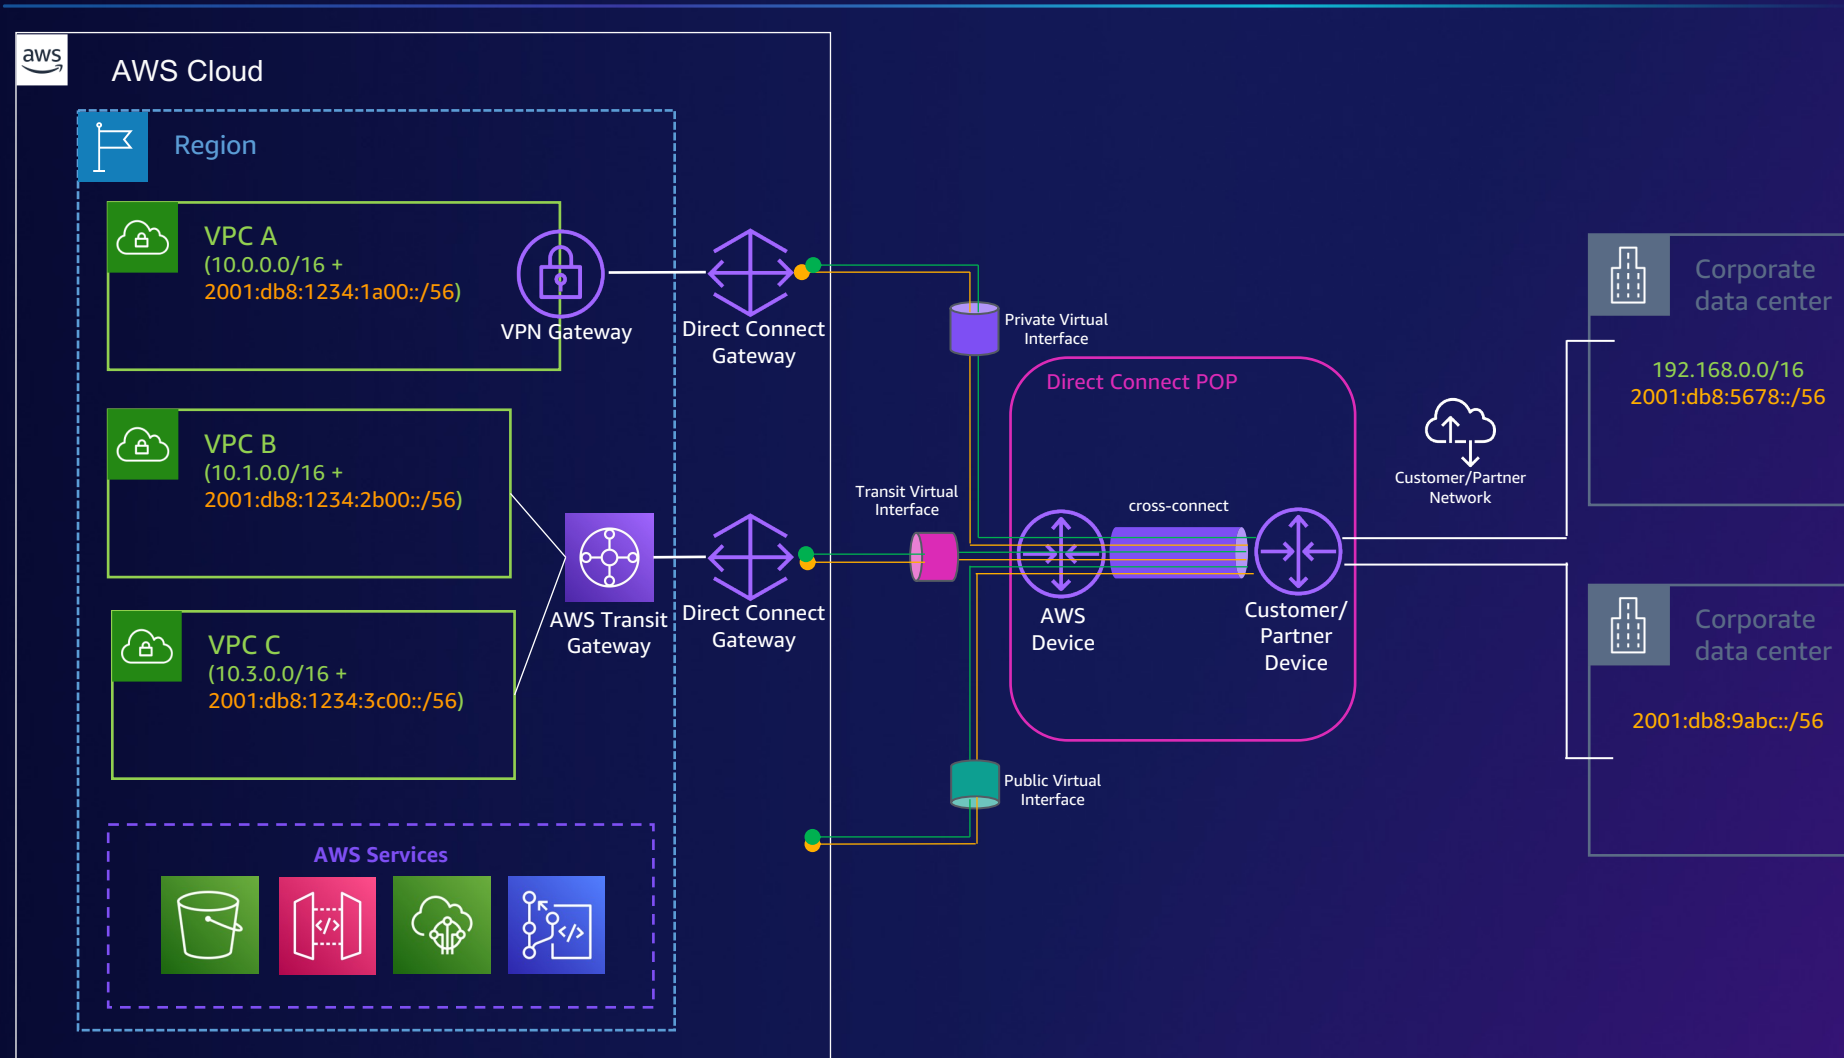 aws
AWS Cloud
Region
VPC A
(10.0.0.0/16 +
2001:db8:1234:1a00::/56)
VPN Gateway
Direct Connect
Gateway
VPC B
(10.1.0.0/16 +
2001:db8:1234:2b00::/56)
VPC C
(10.3.0.0/16 +
2001:db8:1234:3c00::/56)
AWS Transit
Gateway
Direct Connect
Gateway
AWS Services
</>
</>
Private Virtual
Interface
Transit Virtual
Interface
Public Virtual
Interface
Direct Connect POP
cross-connect
AWS
Device
Customer/
Partner
Device
Customer/Partner
Network
Corporate
data center
192.168.0.0/16
2001:db8:5678::/56
Corporate
data center
2001:db8:9abc::/56